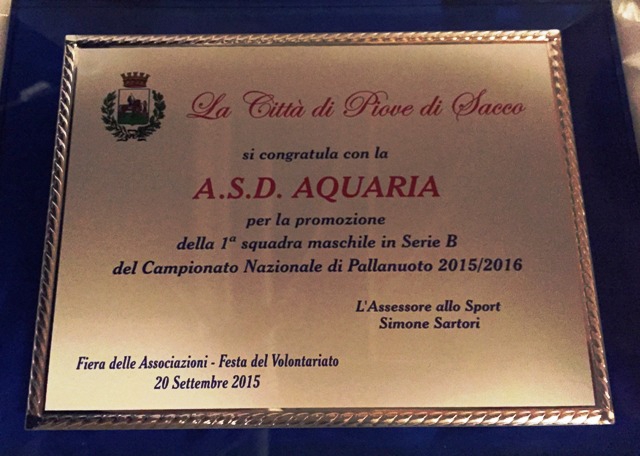 La Città di Piove di Sacco
si congratula con la
A.S.D. AQUARIA
per la promozione
della 1ª squadra maschile in Serie B
del Campionato Nazionale di Pallanuoto 2015/2016
L'Assessore allo Sport
Simone Sartori
Fiera delle Associazioni - Festa del Volontariato
20 Settembre 2015